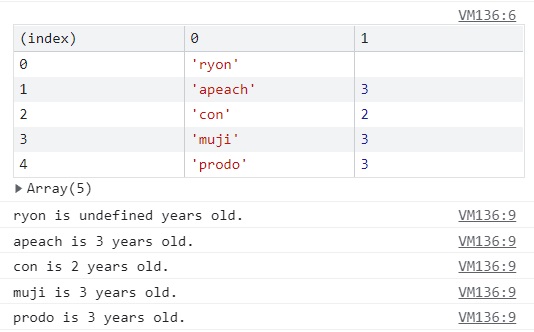 VM136:6
(index) 0 1
0 'ryon'
1 'apeach' 3
2 'con' 2
3 'muji' 3
4 'prodo' 3
▶Array(5)
ryon is undefined years old. VM136:9
apeach is 3 years old. VM136:9
con is 2 years old. VM136:9
muji is 3 years old. VM136:9
prodo is 3 years old. VM136:9